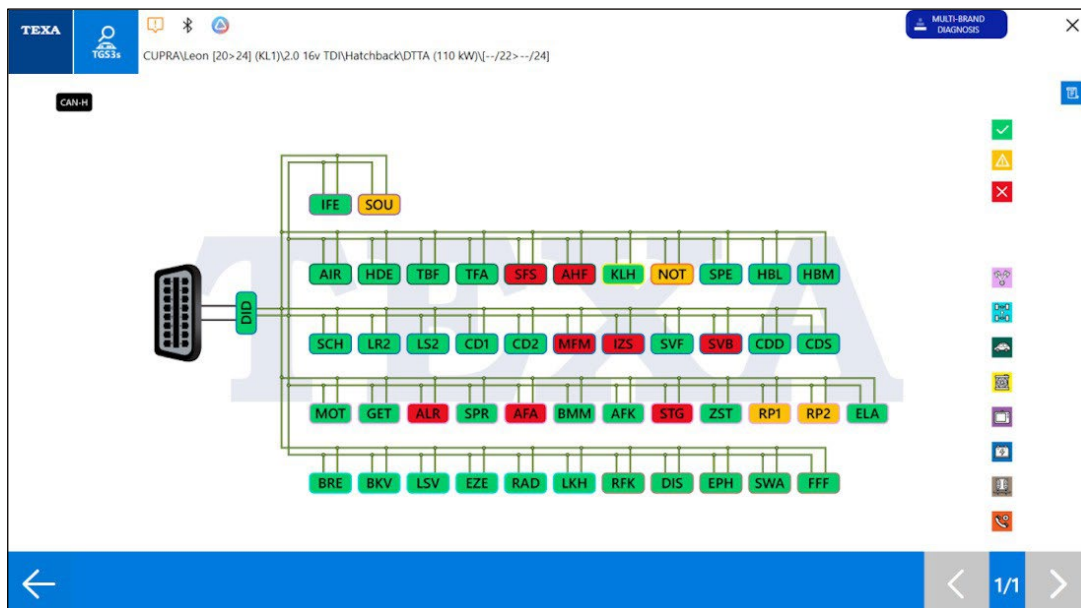 TEXA
TGS3s
MULTI-BRAND
DIAGNOSIS
CUPRA\Leon [20>24] (KL1)\2.0 16v TDI\Hatchback\DTTA (110 kW)\[--/22>--/24]
CAN-H
IFE SOU
AIR HDE TBF TFA SFS AHF KLH NOT SPE HBL HBM
DID
SCH LR2 LS2 CD1 CD2 MFM IZS SVF SVB CDD CDS
TEXA
MOT GET ALR SPR AFA BMM AFK STG ZST RP1 RP2 ELA
BRE BKV LSV EZE RAD LKH RFK DIS EPH SWA FFF
1/1